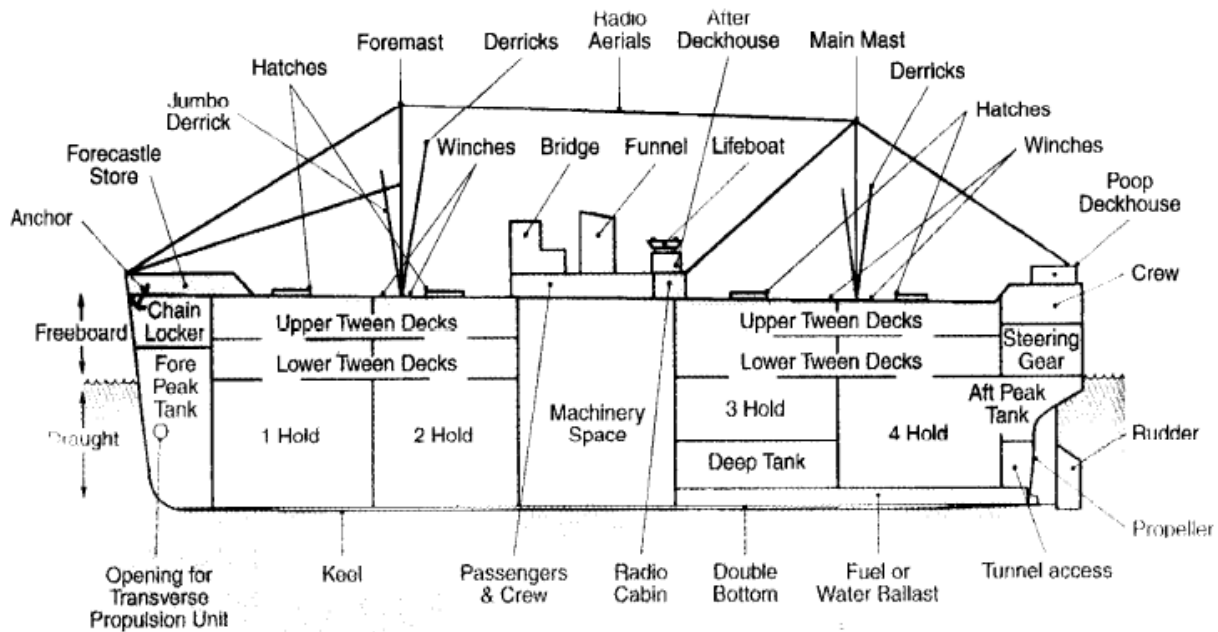 Radio
Aerials
After
Deckhouse
Foremast
Derricks
Main Mast
Hatches
Derricks
Jumbo
Derrick
Hatches
Forecastle
Store
Winches
Bridge
Funnel
Lifeboat
Winches
Poop
Deckhouse
Anchor
Crew
Chain
Locker
Freeboard
Upper Tween Decks
Upper Tween Decks
Steering
Gear
Lower Tween Decks
Lower Tween Decks
Fore
Peak
Tank
Aft Peak
Tank
Machinery
Space
3 Hold
Draught
1 Hold
2 Hold
4 Hold
Rudder
Deep Tank
Propeller
Opening for
Transverse
Propulsion Unit
Keel
Passengers
& Crew
Radio
Cabin
Double
Bottom
Fuel or
Water Ballast
Tunnel access